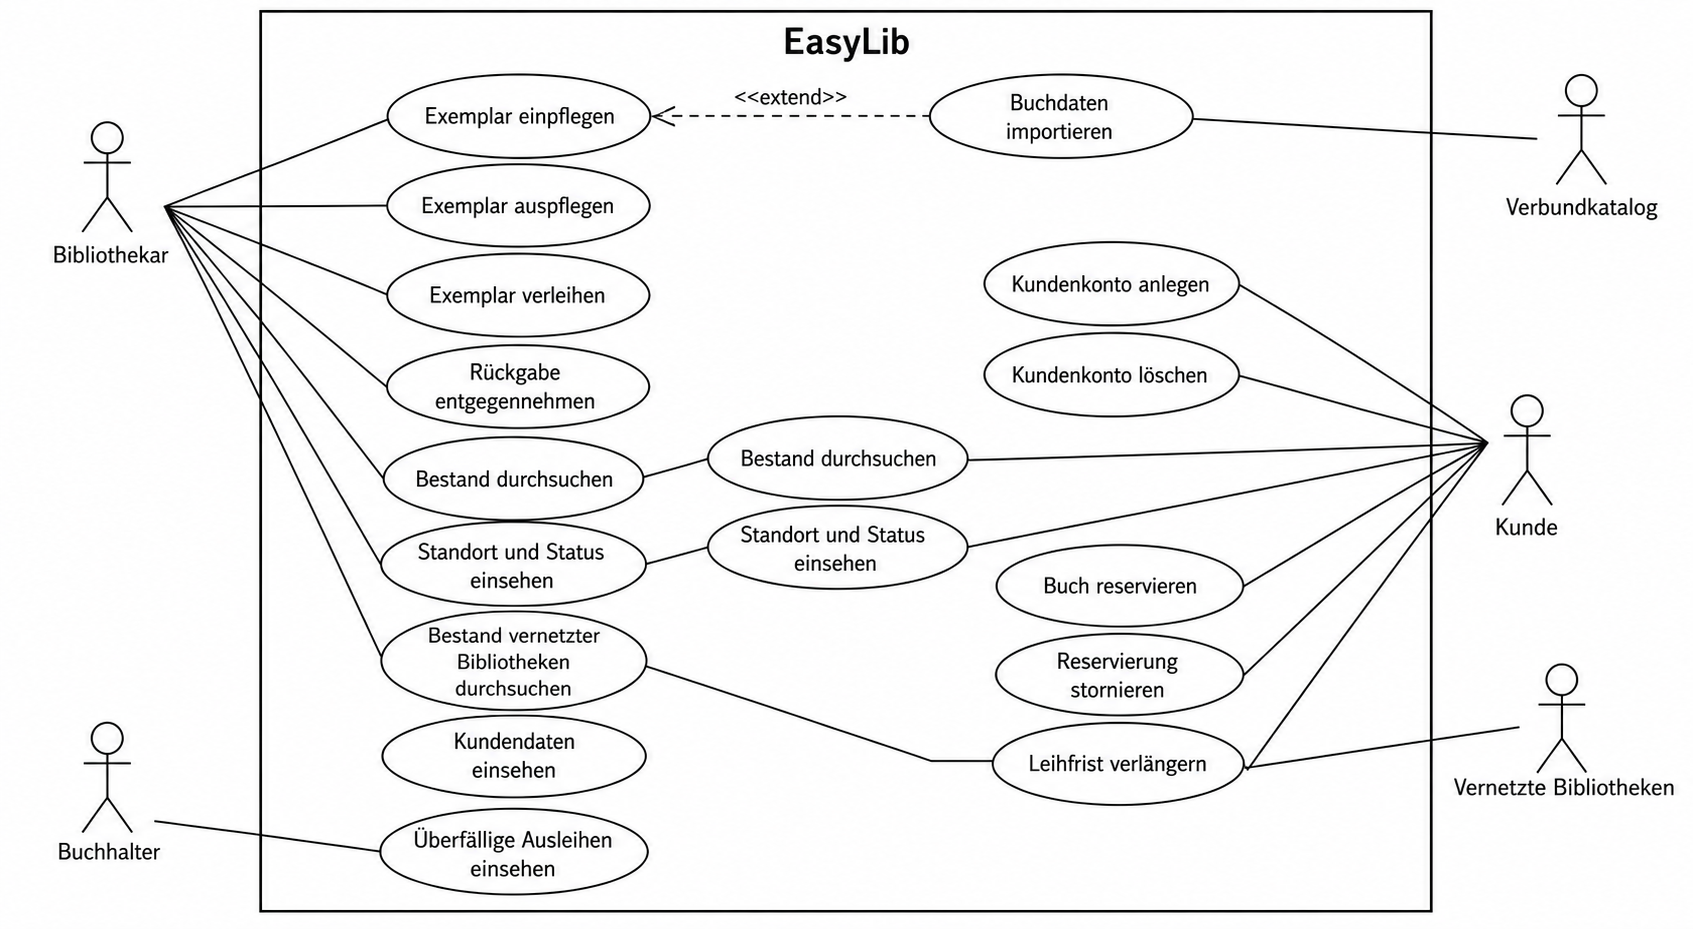 EasyLib
Exemplar einpflegen
<<extend>>
Buchdaten
importieren
Verbundkatalog
Bibliothekar
Exemplar auspflegen
Exemplar verleihen
Kundenkonto anlegen
Rückgabe
entgegennehmen
Kundenkonto löschen
Bestand durchsuchen
Bestand durchsuchen
Kunde
Standort und Status
einsehen
Standort und Status
einsehen
Buch reservieren
Bestand vernetzter
Bibliotheken
durchsuchen
Reservierung
stornieren
Kundendaten
einsehen
Leihfrist verlängern
Vernetzte Bibliotheken
Buchhalter
Überfällige Ausleihen
einsehen